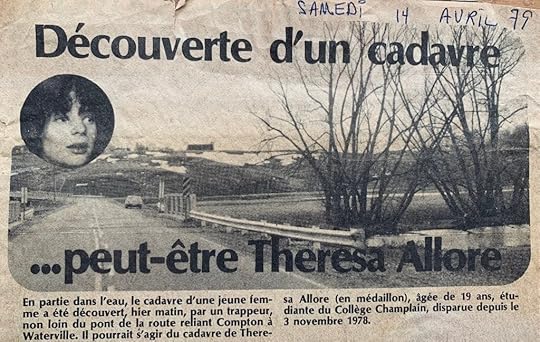 SAMEDI 14 AVRIL 79
Découverte d'un cadavre
...peut-être Theresa Allore
En partie dans l'eau, le cadavre d'une jeune fem-
me a été découvert, hier matin, par un trappeur,
non loin du pont de la route reliant Compton à
Waterville. Il pourrait s'agir du cadavre de There-
sa Allore (en médaillon), âgée de 19 ans, étu-
diante du Collège Champlain, disparue depuis le
3 novembre 1978.